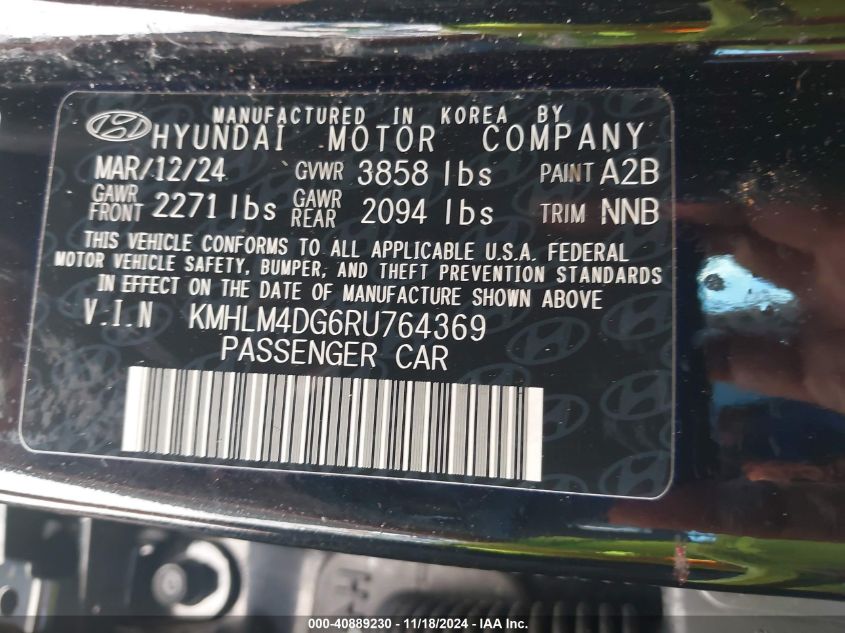 MANUFACTURED IN KOREA BY
HYUNDAI MOTOR COMPANY
MAR/12/24 GVWR 3858 lbs PAINT A2B
GAWR FRONT 2271 lbs GAWR REAR 2094 lbs TRIM NNB
THIS VEHICLE CONFORMS TO ALL APPLICABLE U.S.A. FEDERAL
MOTOR VEHICLE SAFETY, BUMPER, AND THEFT PREVENTION STANDARDS
IN EFFECT ON THE DATE OF MANUFACTURE SHOWN ABOVE
V.I.N KMHLM4DG6RU764369
PASSENGER CAR
000-40889230 - 11/18/2024 - IAA Inc.